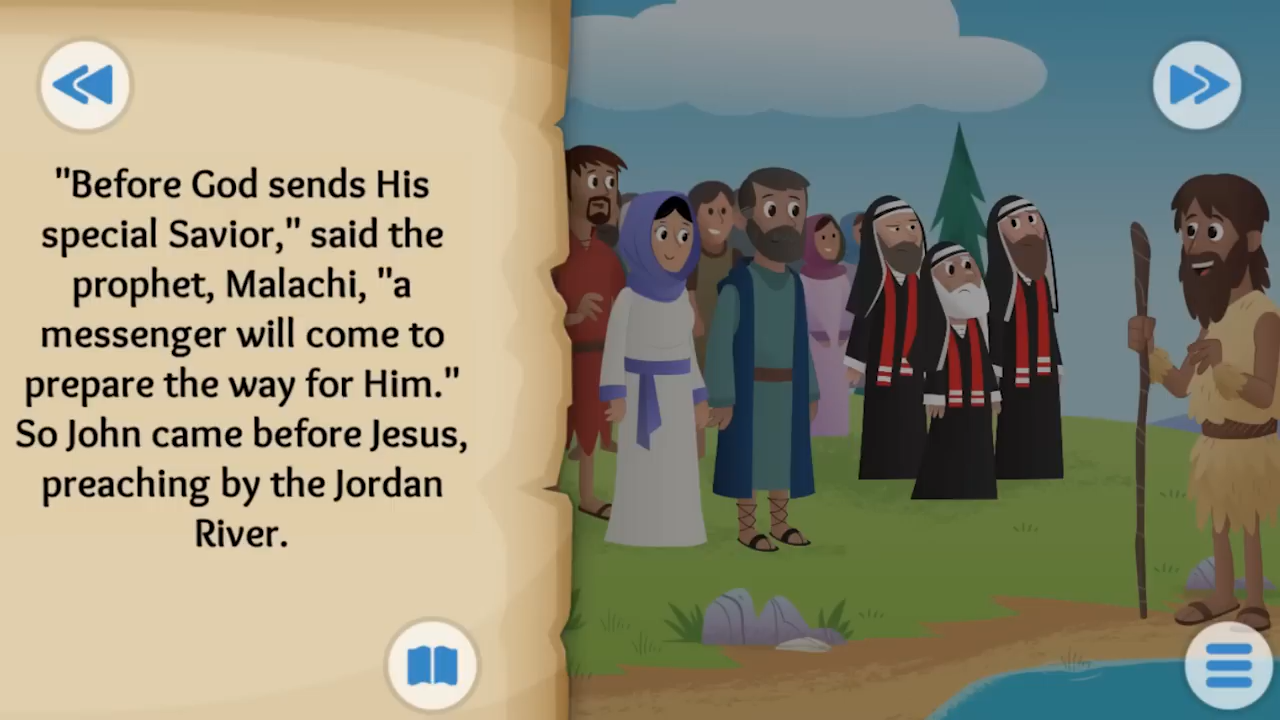 "Before God sends His
special Savior," said the
prophet, Malachi, "a
messenger will come to
prepare the way for Him."
So John came before Jesus,
preaching by the Jordan
River.